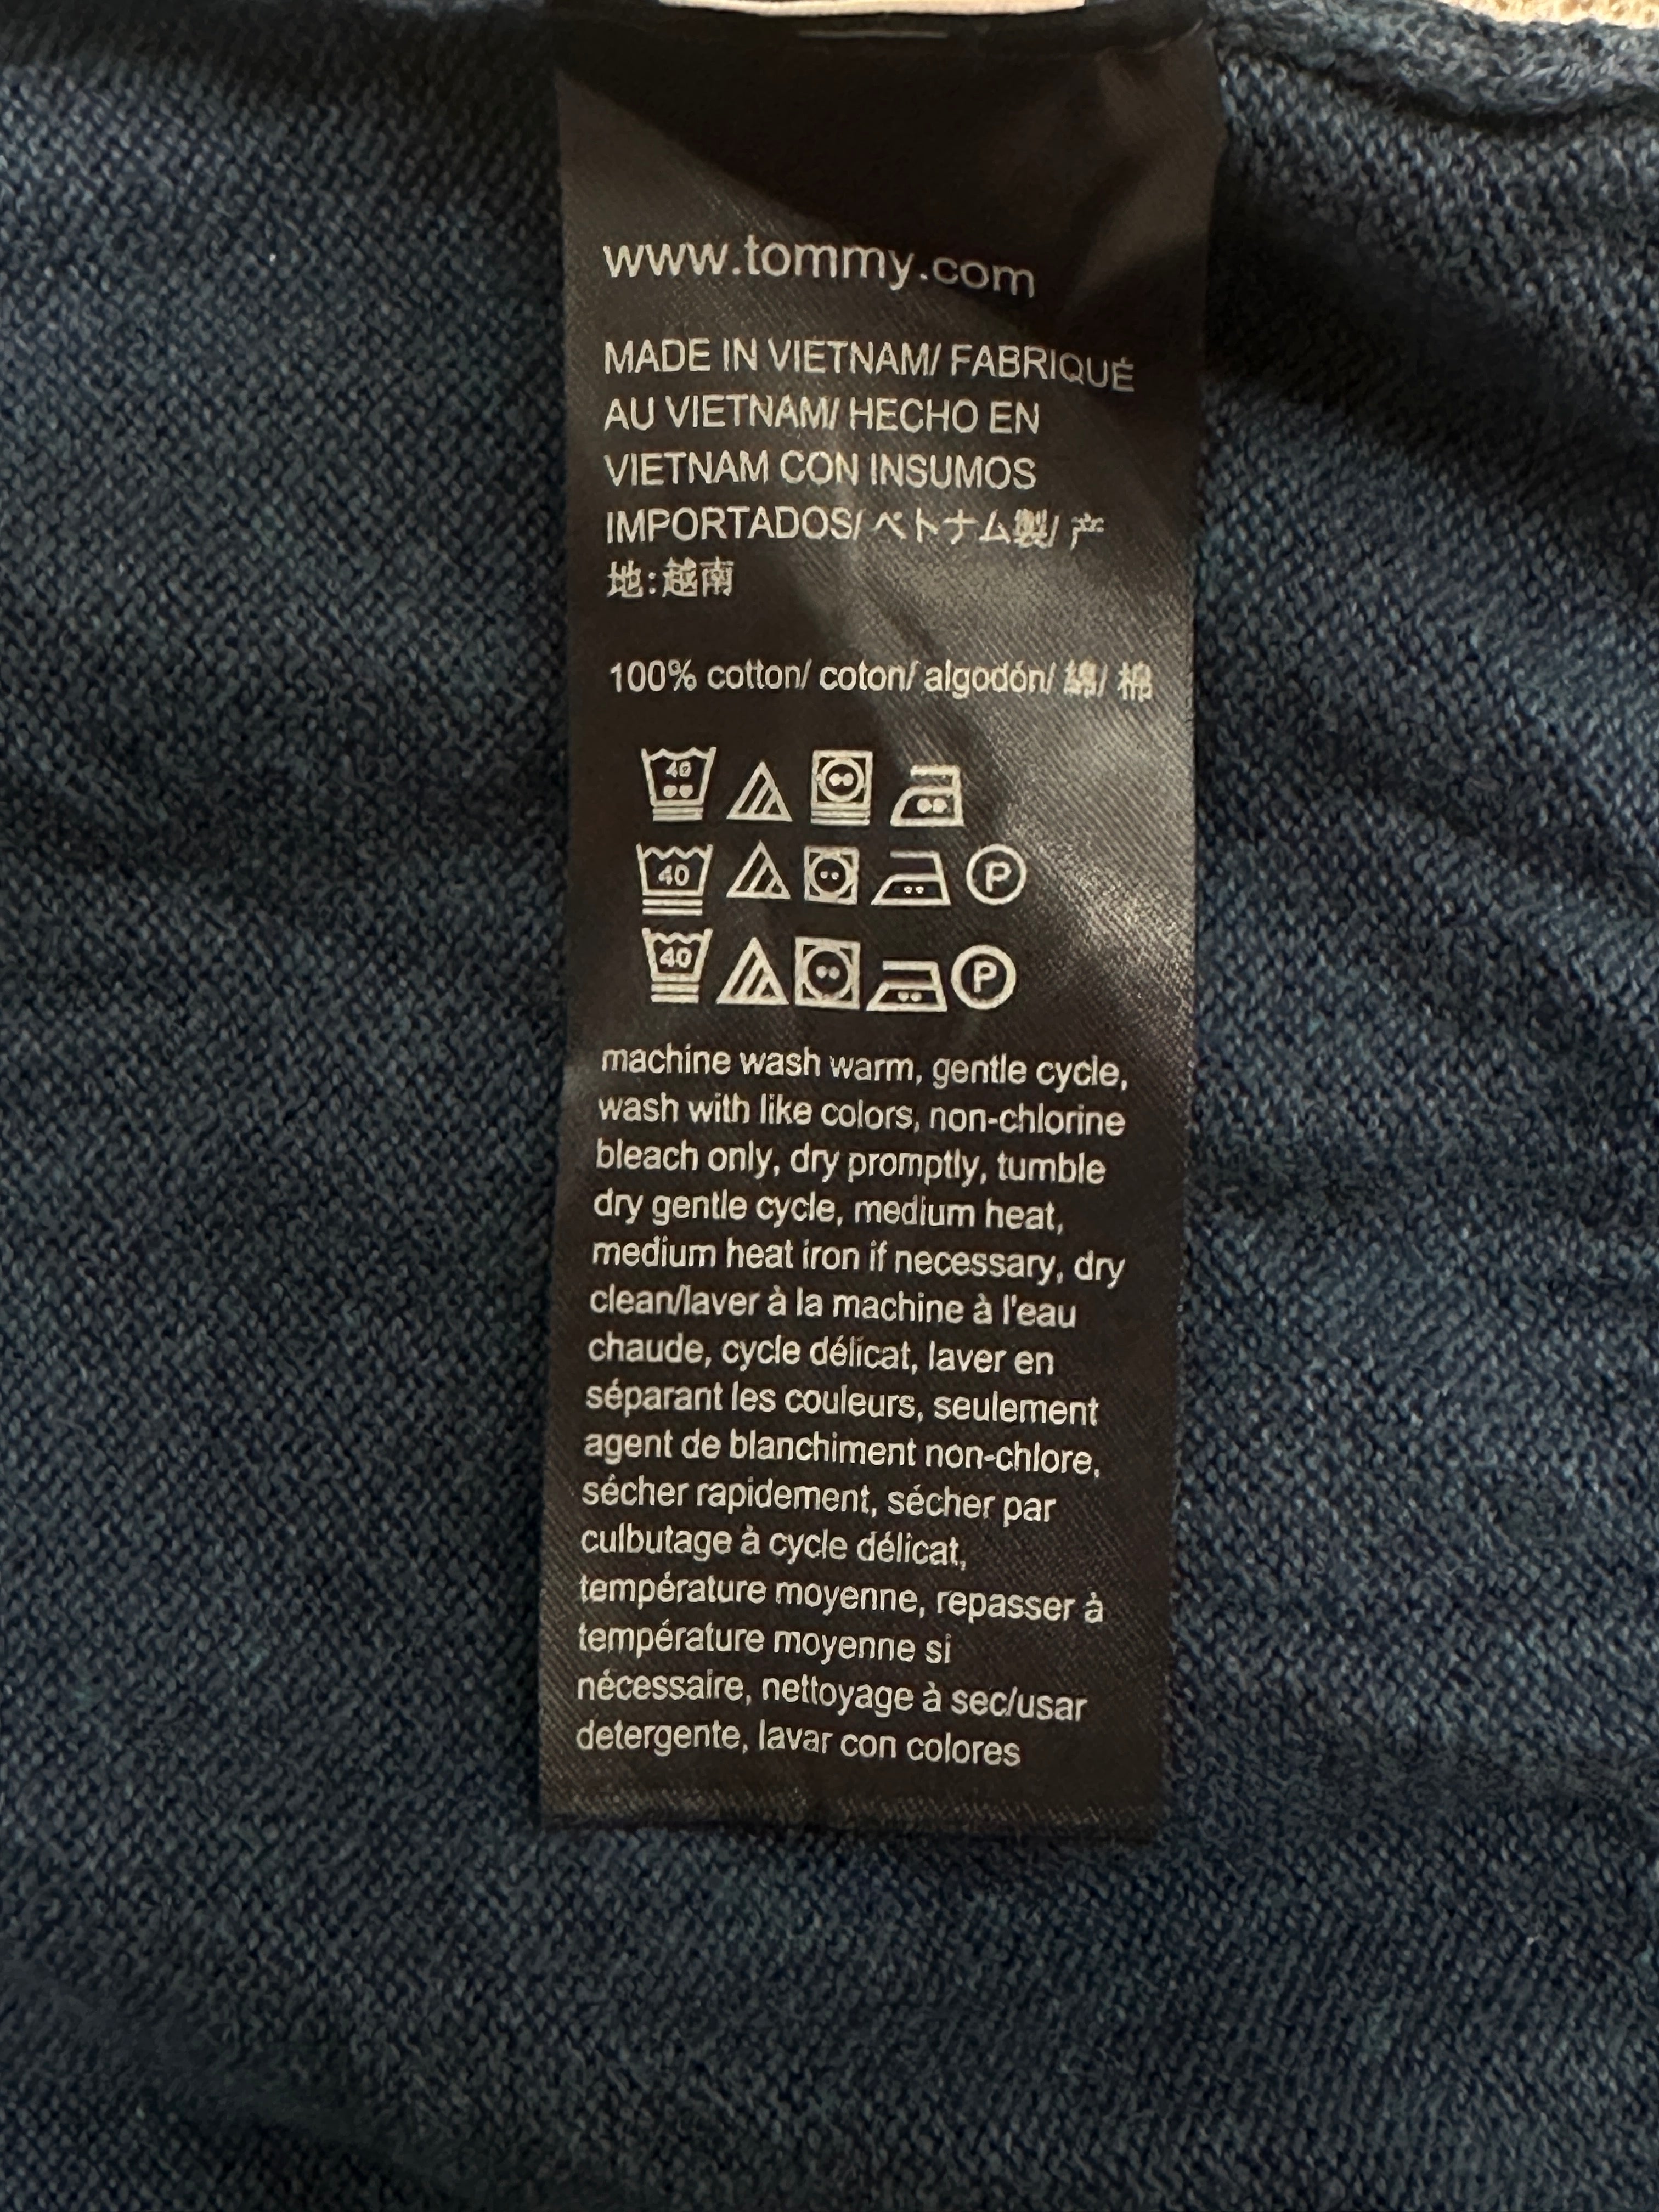 www.tommy.com
MADE IN VIETNAM/ FABRIQUÉ
AU VIETNAM/ HECHO EN
VIETNAM CON INSUMOS
IMPORTADOS/ ベトナム製/ 产
地:越南
100% cotton/ coton/ algodón/ 綿/ 棉
40
40 P
40 P
machine wash warm, gentle cycle,
wash with like colors, non-chlorine
bleach only, dry promptly, tumble
dry gentle cycle, medium heat,
medium heat iron if necessary, dry
clean/laver à la machine à l'eau
chaude, cycle délicat, laver en
séparant les couleurs, seulement
agent de blanchiment non-chlore,
sécher rapidement, sécher par
culbutage à cycle délicat,
température moyenne, repasser à
température moyenne si
nécessaire, nettoyage à sec/usar
detergente, lavar con colores